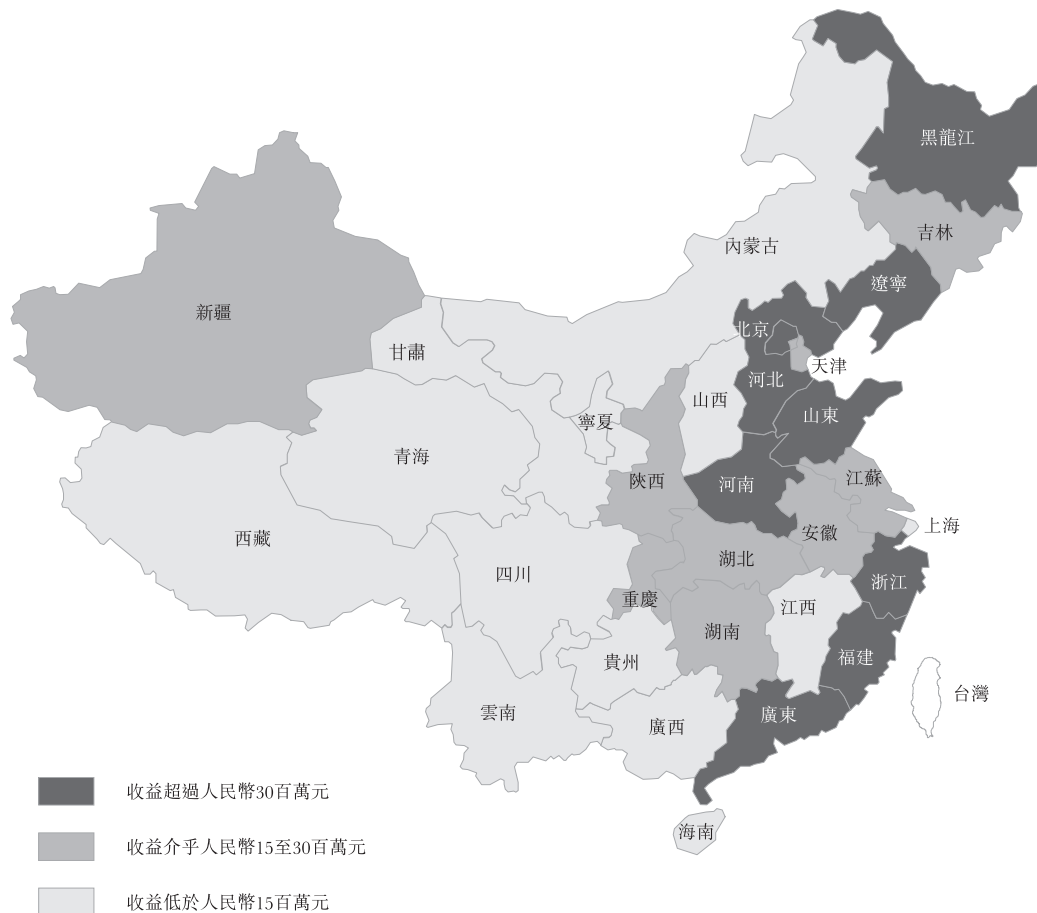 黑龍江
吉林
內蒙古
遼寧
新疆
北京
甘肅
天津
河北
山西
山東
寧夏
青海
陝西
河南
江蘇
西藏
安徽
上海
湖北
四川
浙江
重慶
江西
湖南
福建
貴州
台灣
雲南
廣東
廣西
收益超過人民幣30百萬元
海南
收益介乎人民幣15至30百萬元
收益低於人民幣15百萬元